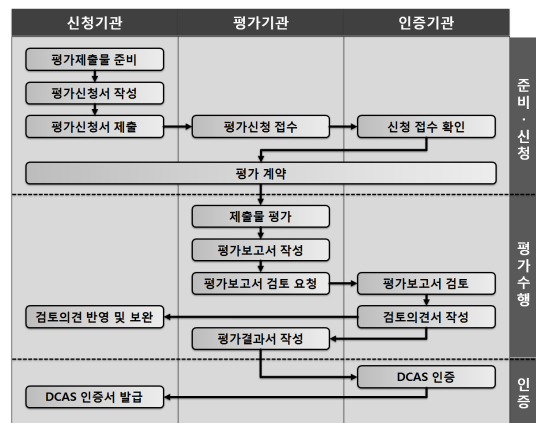 신청기관 평가기관 인증기관
평가제출물 준비
평가신청서 작성
평가신청서 제출 평가신청 접수 신청 접수 확인
평가 계약
준비·신청
제출물 평가
평가보고서 작성
평가보고서 검토 요청 평가보고서 검토
검토의견 반영 및 보완 검토의견서 작성
평가결과서 작성
평가수행
DCAS 인증
DCAS 인증서 발급
인증